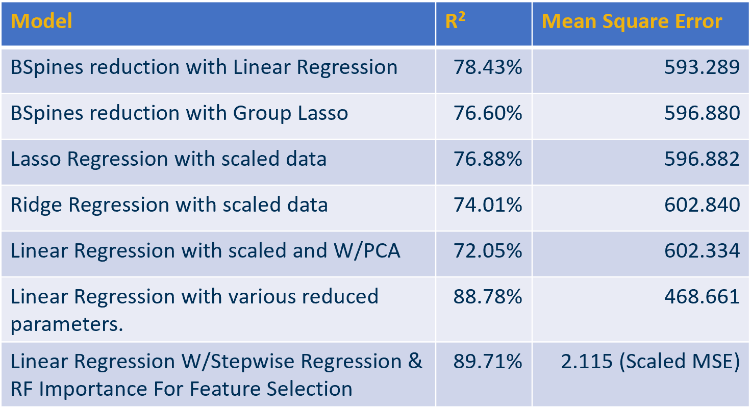 Model R² Mean Square Error
BSpines reduction with Linear Regression 78.43% 593.289
BSpines reduction with Group Lasso 76.60% 596.880
Lasso Regression with scaled data 76.88% 596.882
Ridge Regression with scaled data 74.01% 602.840
Linear Regression with scaled and W/PCA 72.05% 602.334
Linear Regression with various reduced 88.78% 468.661
parameters.
Linear Regression W/Stepwise Regression & 89.71% 2.115 (Scaled MSE)
RF Importance For Feature Selection